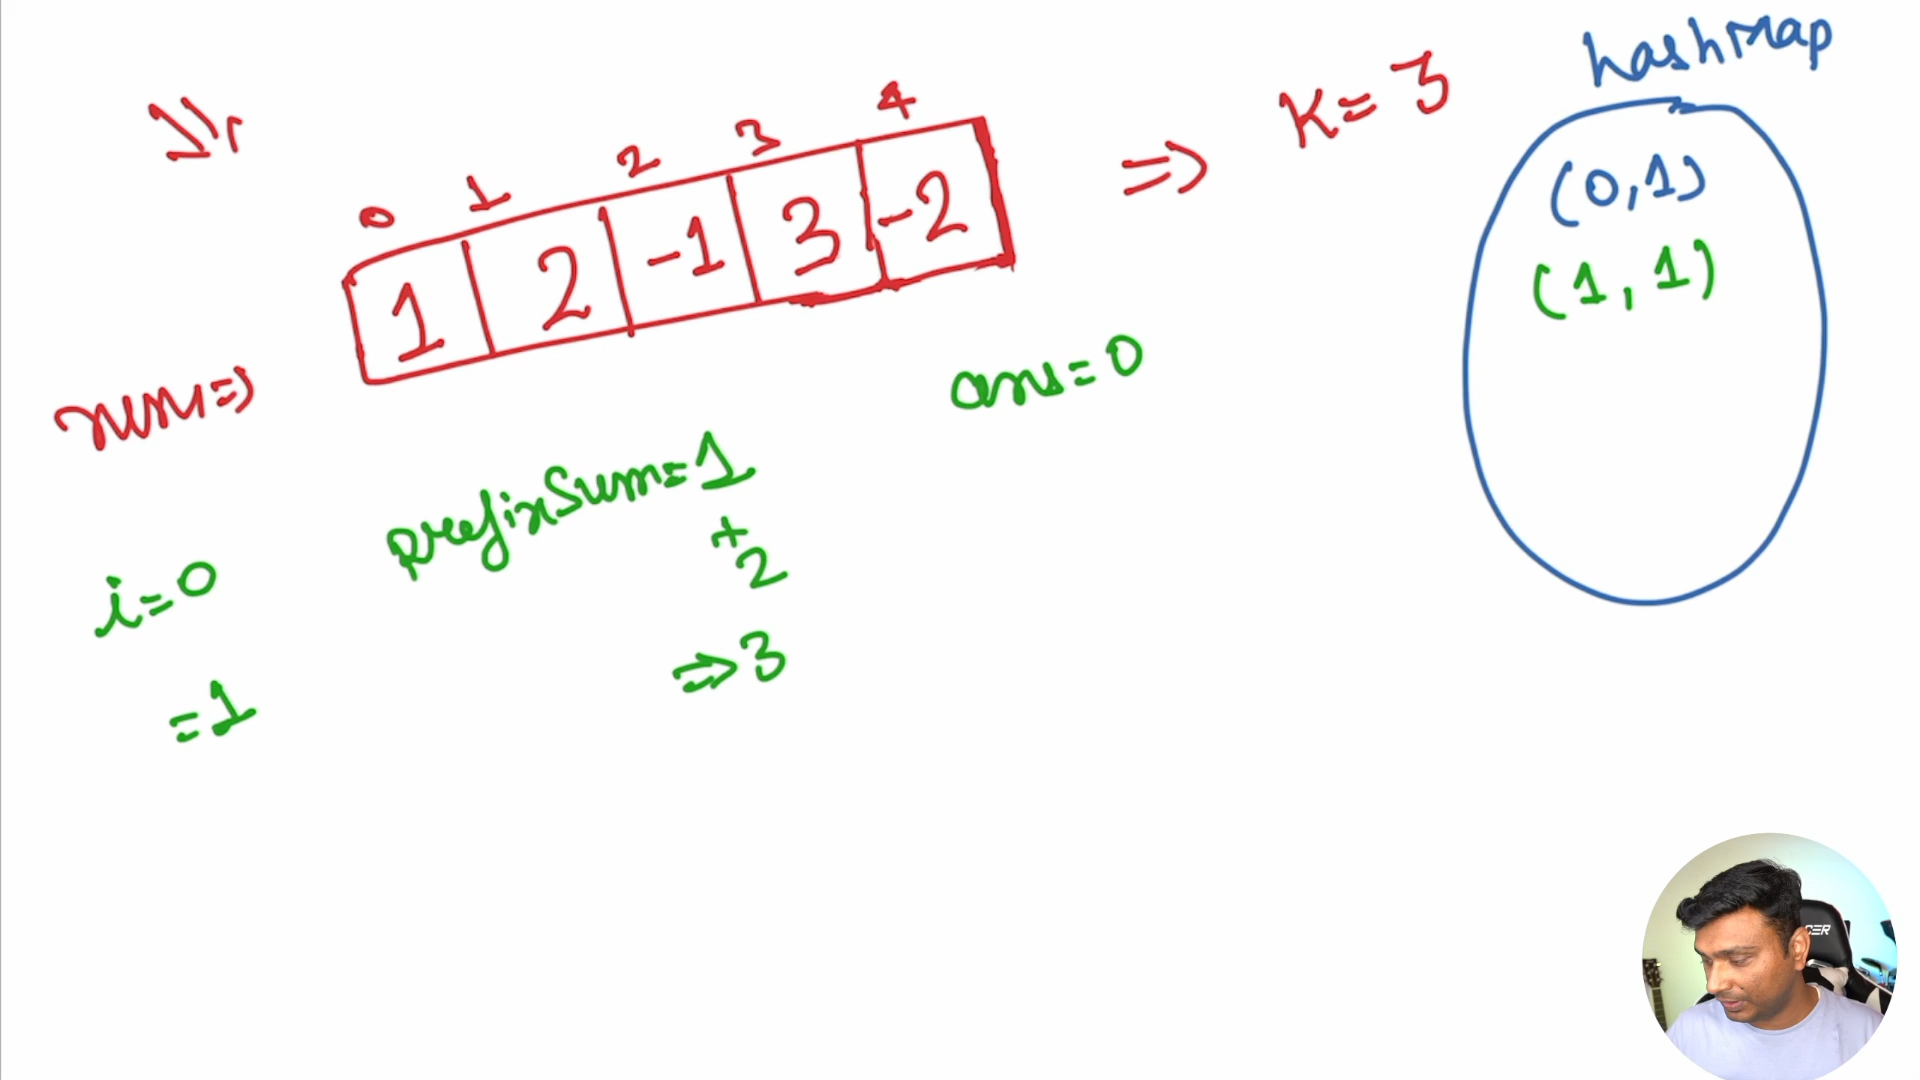 hashMap
K= 3
0 1 2 3 4
1 2 -1 3 -2
=>
(0,1)
(1,1)
=>
ans=0
prefixSum=1
+
2
i=0
=>3
=1
CER